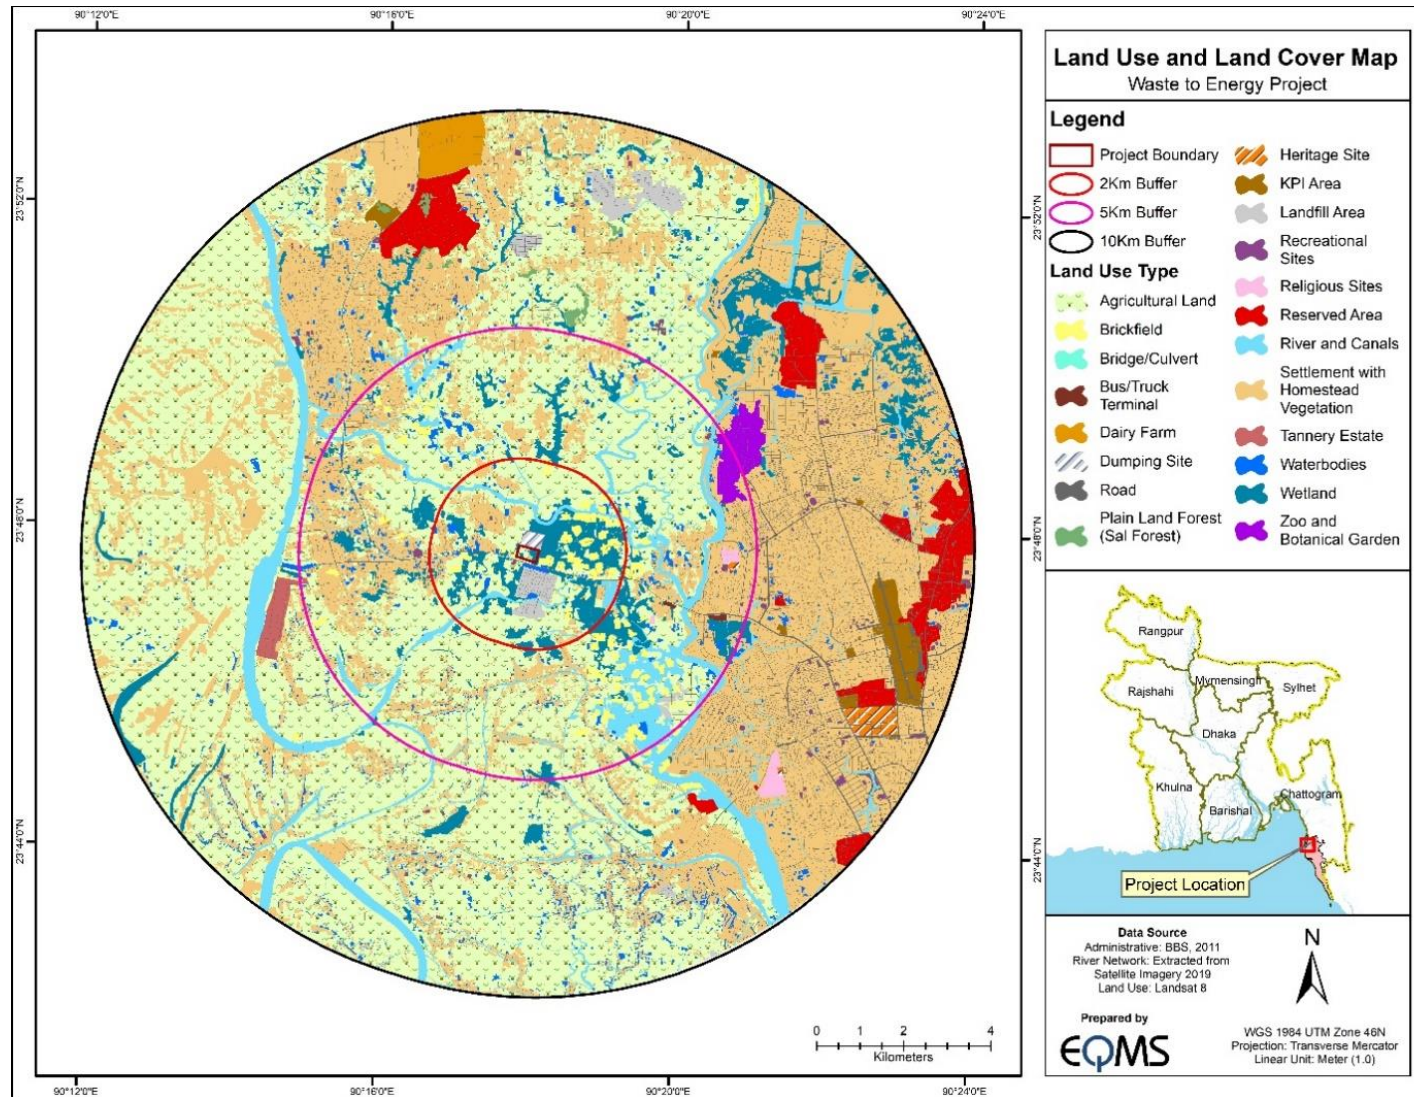 90°12'0"E
90°16'0"E
90°20'0"E
90°24'0"E
23°52'0"N
23°48'0"N
23°44'0"N
23°52'0"N
23°48'0"N
23°44'0"N
90°12'0"E
90°16'0"E
90°20'0"E
90°24'0"E
0 1 2 4
Kilometers
Land Use and Land Cover Map
Waste to Energy Project
Legend
Project Boundary
2Km Buffer
5Km Buffer
10Km Buffer
Land Use Type
Agricultural Land
Brickfield
Bridge/Culvert
Bus/Truck
Terminal
Dairy Farm
Dumping Site
Road
Plain Land Forest
(Sal Forest)
Heritage Site
KPI Area
Landfill Area
Recreational
Sites
Religious Sites
Reserved Area
River and Canals
Settlement with
Homestead
Vegetation
Tannery Estate
Waterbodies
Wetland
Zoo and
Botanical Garden
Rangpur
Mymensingh
Sylhet
Rajshahi
Dhaka
Khulna
Barishal
Chattogram
Project Location
Data Source
Administrative: BBS, 2011
River Network: Extracted from
Satellite Imagery 2019
Land Use: Landsat 8
Prepared by
EQMS
N
WGS 1984 UTM Zone 46N
Projection: Transverse Mercator
Linear Unit: Meter (1.0)